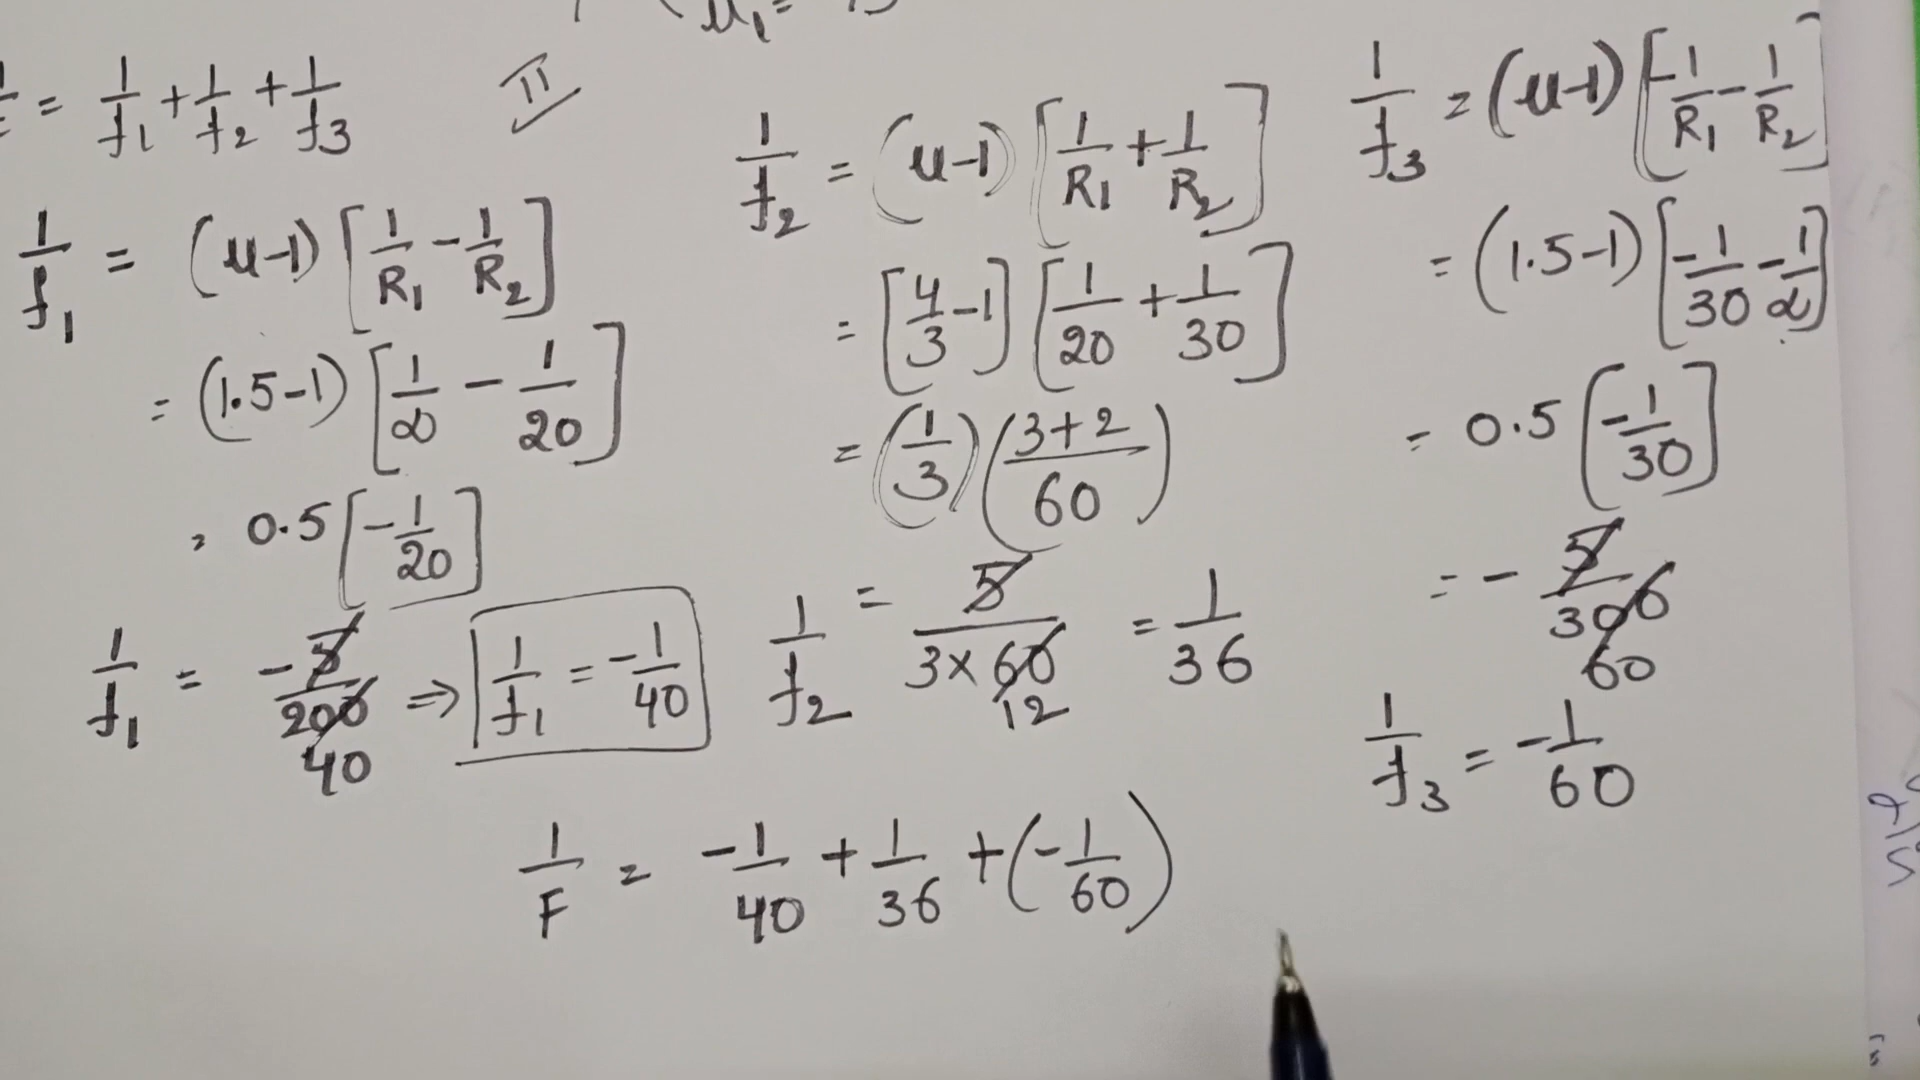 μ₁ =
= 1/f₁ + 1/f₂ + 1/f₃
II
1/f₁ = (μ-1) [1/R₁ - 1/R₂]
= (1.5-1) [1/∞ - 1/20]
= 0.5 [-1/20]
1/f₁ = -5/200 40 ⇒ 1/f₁ = -1/40
1/f₂ = (μ-1) [1/R₁ + 1/R₂]
= [4/3 - 1] [1/20 + 1/30]
= (1/3) (3+2/60)
1/f₂ = 5/3×60 12 = 1/36
1/f₃ = (μ-1) [-1/R₁ - 1/R₂]
= (1.5-1) [-1/30 - 1/∞]
= 0.5 [-1/30]
= - 5/300 60
1/f₃ = -1/60
1/F = -1/40 + 1/36 + (-1/60)